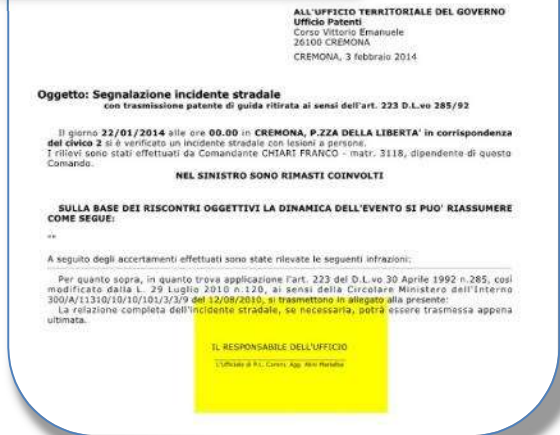 ALL'UFFICIO TERRITORIALE DEL GOVERNO
Ufficio Patenti
Corso Vittorio Emanuele
26100 CREMONA
CREMONA, 3 febbraio 2014
Oggetto: Segnalazione incidente stradale
con trasmissione patente di guida ritirata ai sensi dell'art. 223 D.L.vo 285/92
Il giorno 22/01/2014 alle ore 00.00 in CREMONA, P.ZZA DELLA LIBERTA' in corrispondenza
del civico 2 si è verificato un incidente stradale con lesioni a persone.
I rilievi sono stati effettuati da Comandante CHIARI FRANCO - matr. 3118, dipendente di questo
Comando.
NEL SINISTRO SONO RIMASTI COINVOLTI
SULLA BASE DEI RISCONTRI OGGETTIVI LA DINAMICA DELL'EVENTO SI PUO' RIASSUMERE
COME SEGUE:
""
A seguito degli accertamenti effettuati sono state rilevate le seguenti infrazioni:
Per quanto sopra, in quanto trova applicazione l'art. 223 del D.L.vo 30 Aprile 1992 n.285, così
modificato dalla L. 29 Luglio 2010 n.120, ai sensi della Circolare Ministero dell'Interno
300/A/11310/10/10/101/3/3/9 del 12/08/2010, si trasmettono in allegato alla presente:
La relazione completa dell'incidente stradale, se necessaria, potrà essere trasmessa appena
ultimata.
IL RESPONSABILE DELL'UFFICIO
L'Ufficiale di P.L. Comm. Agg.